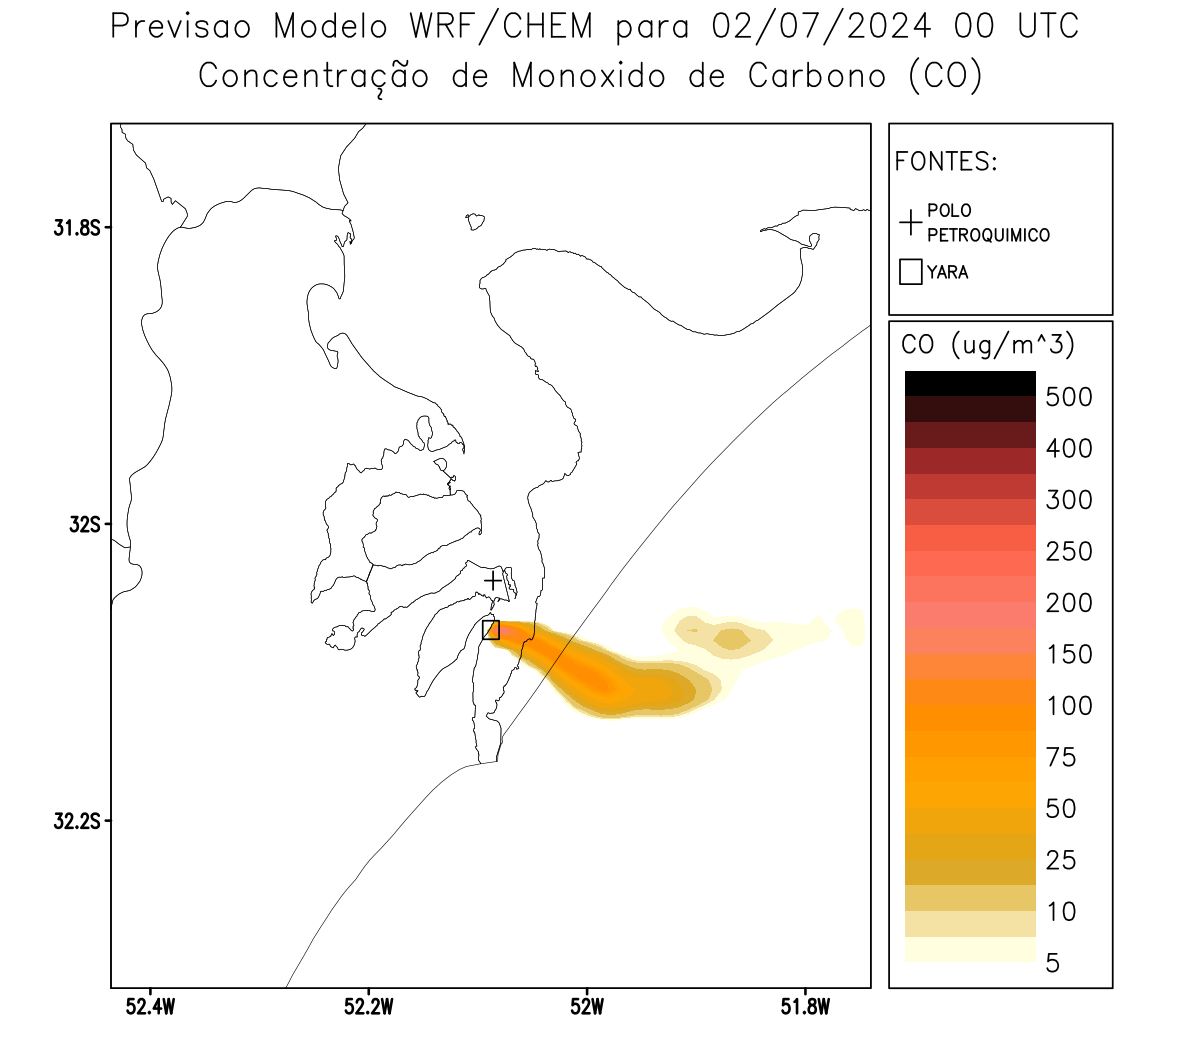 Previsao Modelo WRF/CHEM para 02/07/2024 00 UTC
Concentração de Monoxido de Carbono (CO)
FONTES:
POLO
PETROQUIMICO
YARA
CO (ug/m^3)
500
400
300
250
200
150
100
75
50
25
10
5
31.8S
32S
32.2S
52.4W
52.2W
52W
51.8W